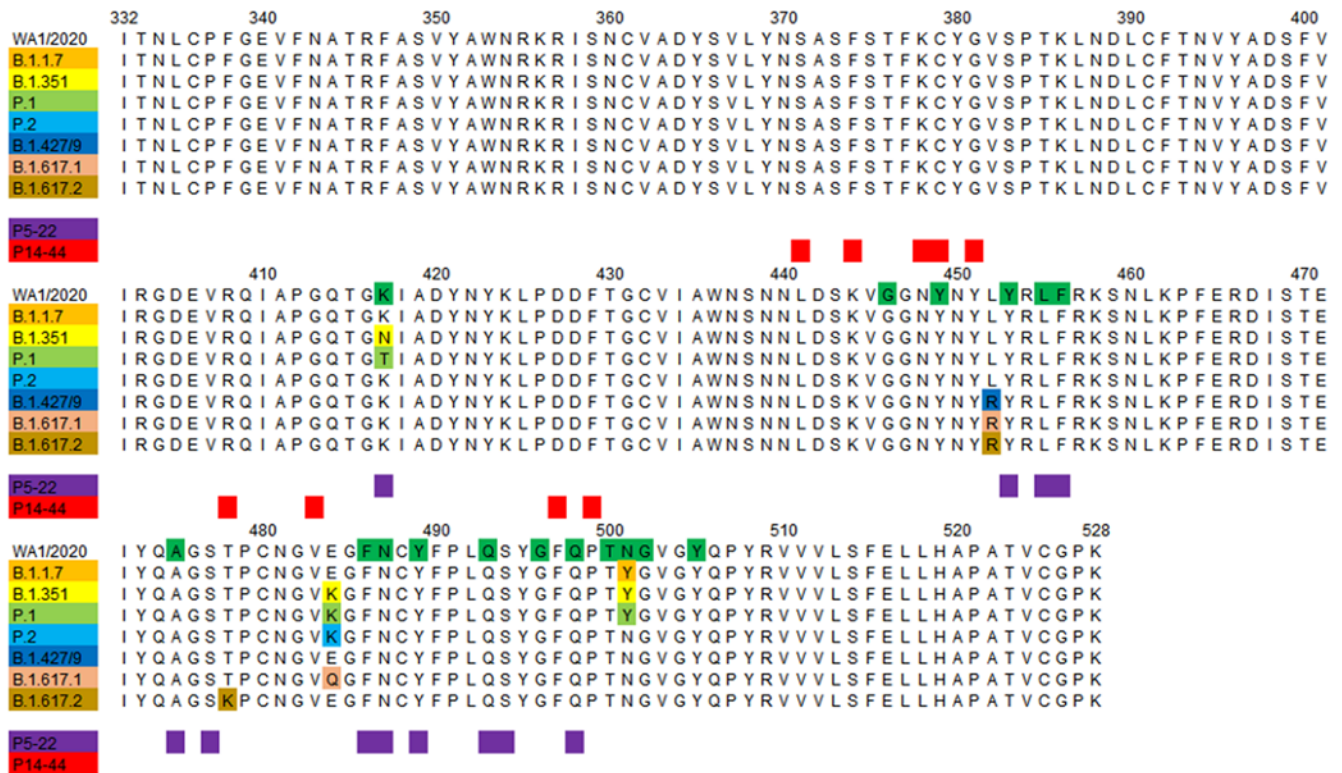 332 340 350 360 370 380 390 400
WA1/2020 I T N L C P F G E V F N A T R F A S V Y A W N R K R I S N C V A D Y S V L Y N S A S F S T F K C Y G V S P T K L N D L C F T N V Y A D S F V
B.1.1.7 I T N L C P F G E V F N A T R F A S V Y A W N R K R I S N C V A D Y S V L Y N S A S F S T F K C Y G V S P T K L N D L C F T N V Y A D S F V
B.1.351 I T N L C P F G E V F N A T R F A S V Y A W N R K R I S N C V A D Y S V L Y N S A S F S T F K C Y G V S P T K L N D L C F T N V Y A D S F V
P.1 I T N L C P F G E V F N A T R F A S V Y A W N R K R I S N C V A D Y S V L Y N S A S F S T F K C Y G V S P T K L N D L C F T N V Y A D S F V
P.2 I T N L C P F G E V F N A T R F A S V Y A W N R K R I S N C V A D Y S V L Y N S A S F S T F K C Y G V S P T K L N D L C F T N V Y A D S F V
B.1.427/9 I T N L C P F G E V F N A T R F A S V Y A W N R K R I S N C V A D Y S V L Y N S A S F S T F K C Y G V S P T K L N D L C F T N V Y A D S F V
B.1.617.1 I T N L C P F G E V F N A T R F A S V Y A W N R K R I S N C V A D Y S V L Y N S A S F S T F K C Y G V S P T K L N D L C F T N V Y A D S F V
B.1.617.2 I T N L C P F G E V F N A T R F A S V Y A W N R K R I S N C V A D Y S V L Y N S A S F S T F K C Y G V S P T K L N D L C F T N V Y A D S F V
P5-22
P14-44
410 420 430 440 450 460 470
WA1/2020 I R G D E V R Q I A P G Q T G K I A D Y N Y K L P D D F T G C V I A W N S N N L D S K V G G N Y N Y L Y R L F R K S N L K P F E R D I S T E
B.1.1.7 I R G D E V R Q I A P G Q T G K I A D Y N Y K L P D D F T G C V I A W N S N N L D S K V G G N Y N Y L Y R L F R K S N L K P F E R D I S T E
B.1.351 I R G D E V R Q I A P G Q T G N I A D Y N Y K L P D D F T G C V I A W N S N N L D S K V G G N Y N Y L Y R L F R K S N L K P F E R D I S T E
P.1 I R G D E V R Q I A P G Q T G T I A D Y N Y K L P D D F T G C V I A W N S N N L D S K V G G N Y N Y L Y R L F R K S N L K P F E R D I S T E
P.2 I R G D E V R Q I A P G Q T G K I A D Y N Y K L P D D F T G C V I A W N S N N L D S K V G G N Y N Y L Y R L F R K S N L K P F E R D I S T E
B.1.427/9 I R G D E V R Q I A P G Q T G K I A D Y N Y K L P D D F T G C V I A W N S N N L D S K V G G N Y N Y R Y R L F R K S N L K P F E R D I S T E
B.1.617.1 I R G D E V R Q I A P G Q T G K I A D Y N Y K L P D D F T G C V I A W N S N N L D S K V G G N Y N Y R Y R L F R K S N L K P F E R D I S T E
B.1.617.2 I R G D E V R Q I A P G Q T G K I A D Y N Y K L P D D F T G C V I A W N S N N L D S K V G G N Y N Y R Y R L F R K S N L K P F E R D I S T E
P5-22
P14-44
480 490 500 510 520 528
WA1/2020 I Y Q A G S T P C N G V E G F N C Y F P L Q S Y G F Q P T N G V G Y Q P Y R V V V L S F E L L H A P A T V C G P K
B.1.1.7 I Y Q A G S T P C N G V E G F N C Y F P L Q S Y G F Q P T Y G V G Y Q P Y R V V V L S F E L L H A P A T V C G P K
B.1.351 I Y Q A G S T P C N G V K G F N C Y F P L Q S Y G F Q P T Y G V G Y Q P Y R V V V L S F E L L H A P A T V C G P K
P.1 I Y Q A G S T P C N G V K G F N C Y F P L Q S Y G F Q P T Y G V G Y Q P Y R V V V L S F E L L H A P A T V C G P K
P.2 I Y Q A G S T P C N G V K G F N C Y F P L Q S Y G F Q P T N G V G Y Q P Y R V V V L S F E L L H A P A T V C G P K
B.1.427/9 I Y Q A G S T P C N G V E G F N C Y F P L Q S Y G F Q P T N G V G Y Q P Y R V V V L S F E L L H A P A T V C G P K
B.1.617.1 I Y Q A G S T P C N G V Q G F N C Y F P L Q S Y G F Q P T N G V G Y Q P Y R V V V L S F E L L H A P A T V C G P K
B.1.617.2 I Y Q A G S K P C N G V E G F N C Y F P L Q S Y G F Q P T N G V G Y Q P Y R V V V L S F E L L H A P A T V C G P K
P5-22
P14-44